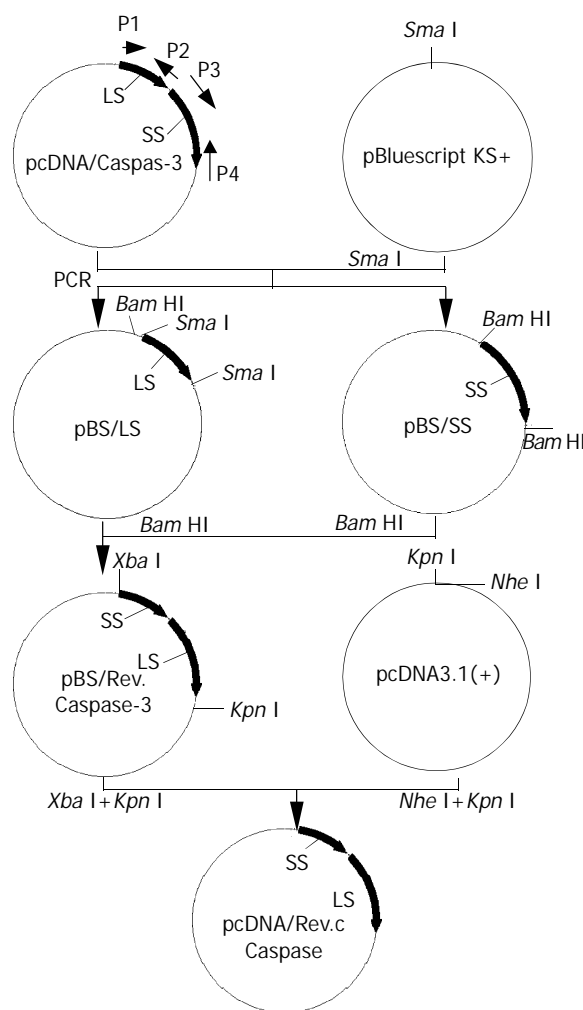 P1
P2
P3
LS
SS
P4
pcDNA/Caspas-3
Sma I
pBluescript KS+
Sma I
PCR
Bam HI
Sma I
LS
Sma I
pBS/LS
Bam HI
SS
pBS/SS
Bam HI
Bam HI
Bam HI
Xba I
SS
LS
pBS/Rev.
Caspase-3
Kpn I
Kpn I
Nhe I
pcDNA3.1(+)
Xba I+Kpn I
Nhe I+Kpn I
SS
LS
pcDNA/Rev.c
Caspase